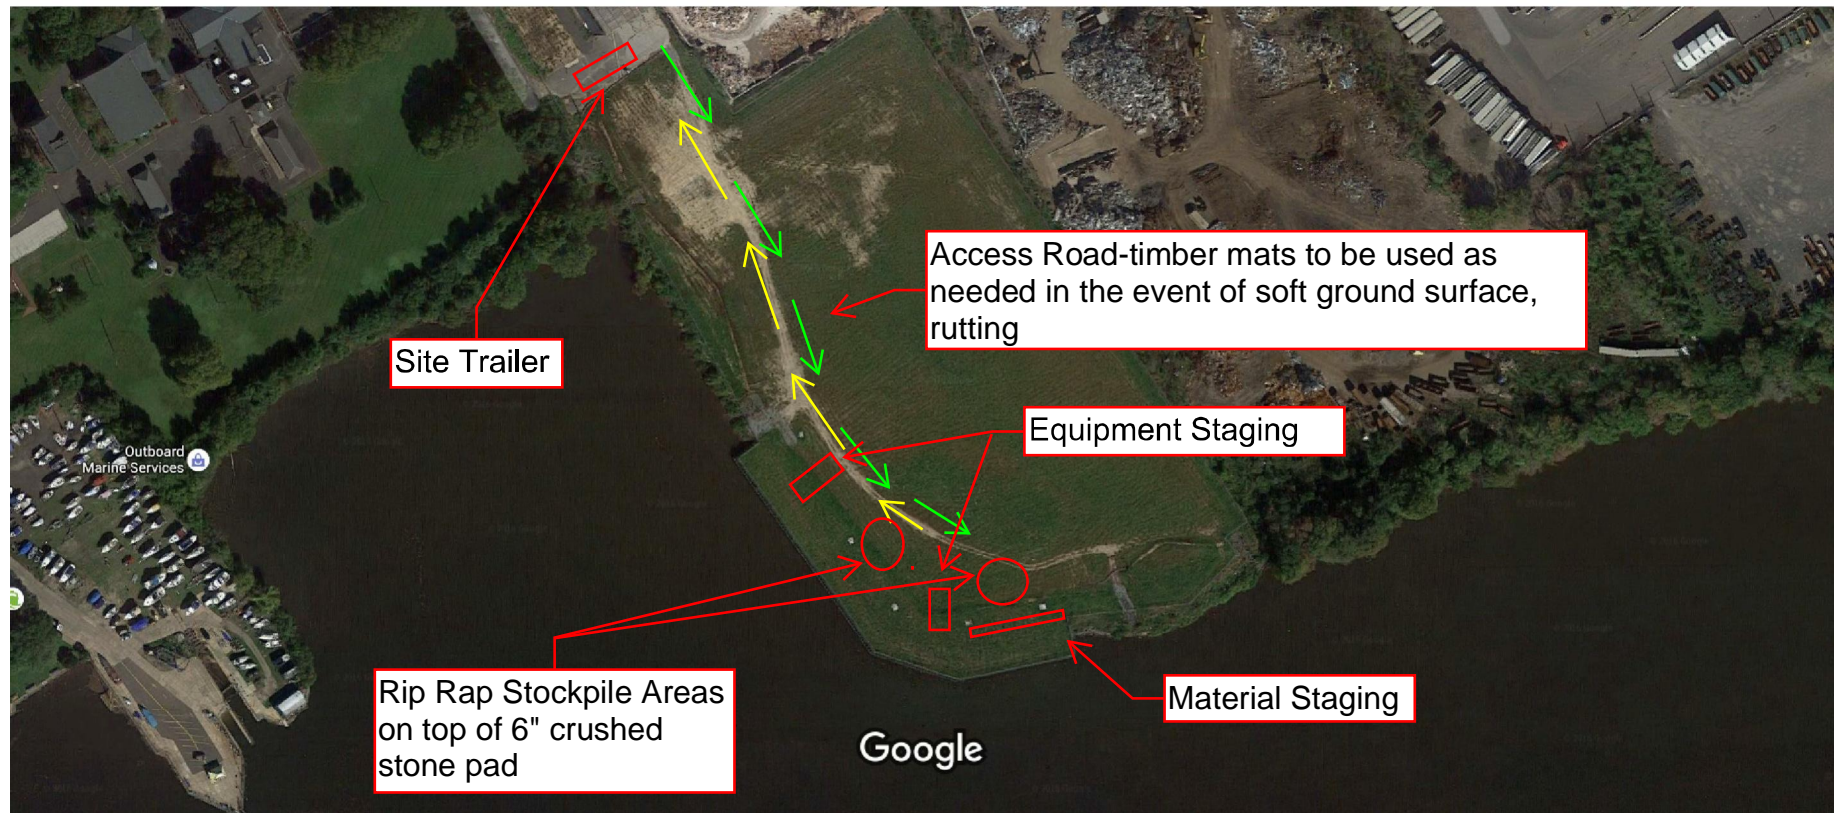 Access Road-timber mats to be used as
needed in the event of soft ground surface,
rutting
Site Trailer
Equipment Staging
Outboard
Marine Services
Rip Rap Stockpile Areas
on top of 6" crushed
stone pad
Material Staging
Google